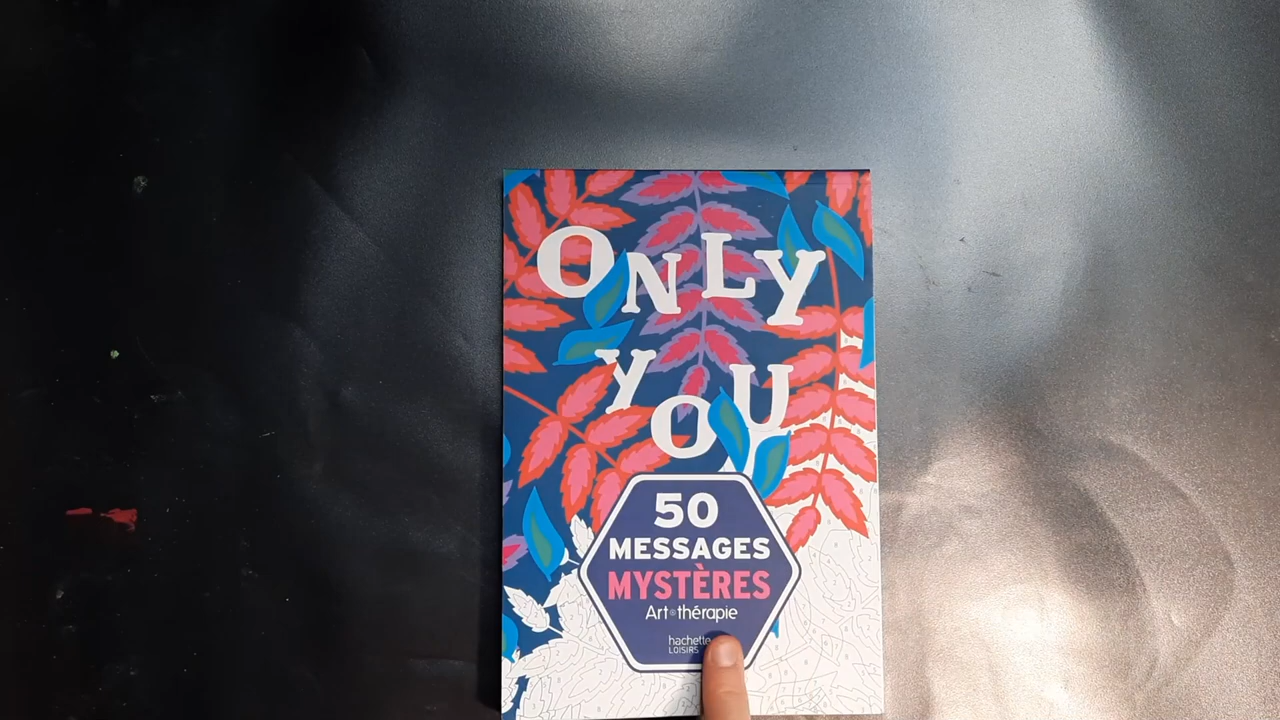 ONLY
YOU
50
MESSAGES
MYSTÈRES
Art thérapie
hachette
LOISIRS